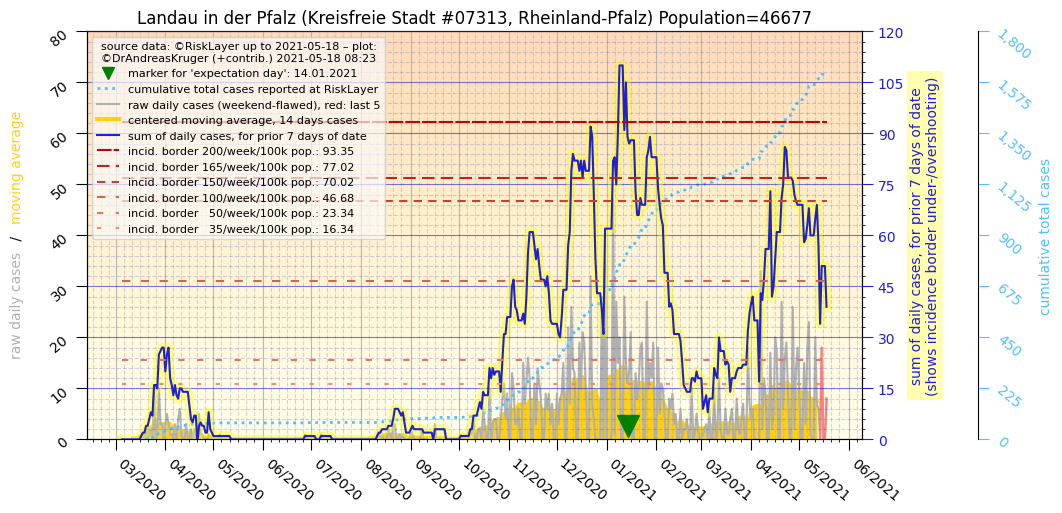 Landau in der Pfalz (Kreisfreie Stadt #07313, Rheinland-Pfalz) Population=46677
source data: ©RiskLayer up to 2021-05-18 – plot:
©DrAndreasKruger (+contrib.) 2021-05-18 08:23
marker for 'expectation day': 14.01.2021
cumulative total cases reported at RiskLayer
raw daily cases (weekend-flawed), red: last 5
centered moving average, 14 days cases
sum of daily cases, for prior 7 days of date
incid. border 200/week/100k pop.: 93.35
incid. border 165/week/100k pop.: 77.02
incid. border 150/week/100k pop.: 70.02
incid. border 100/week/100k pop.: 46.68
incid. border 50/week/100k pop.: 23.34
incid. border 35/week/100k pop.: 16.34
raw daily cases / moving average
80
70
60
50
40
30
20
10
0
03/2020
04/2020
05/2020
06/2020
07/2020
08/2020
09/2020
10/2020
11/2020
12/2020
01/2021
02/2021
03/2021
04/2021
05/2021
06/2021
120
105
90
75
60
45
30
15
0
sum of daily cases, for prior 7 days of date
(shows incidence border under-/overshooting)
1,800
1,575
1,350
1,125
900
675
450
225
0
cumulative total cases